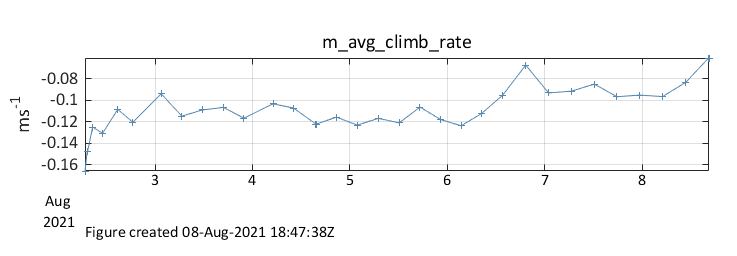 m_avg_climb_rate
ms⁻¹
-0.08
-0.1
-0.12
-0.14
-0.16
3 4 5 6 7 8
Aug
2021
Figure created 08-Aug-2021 18:47:38Z